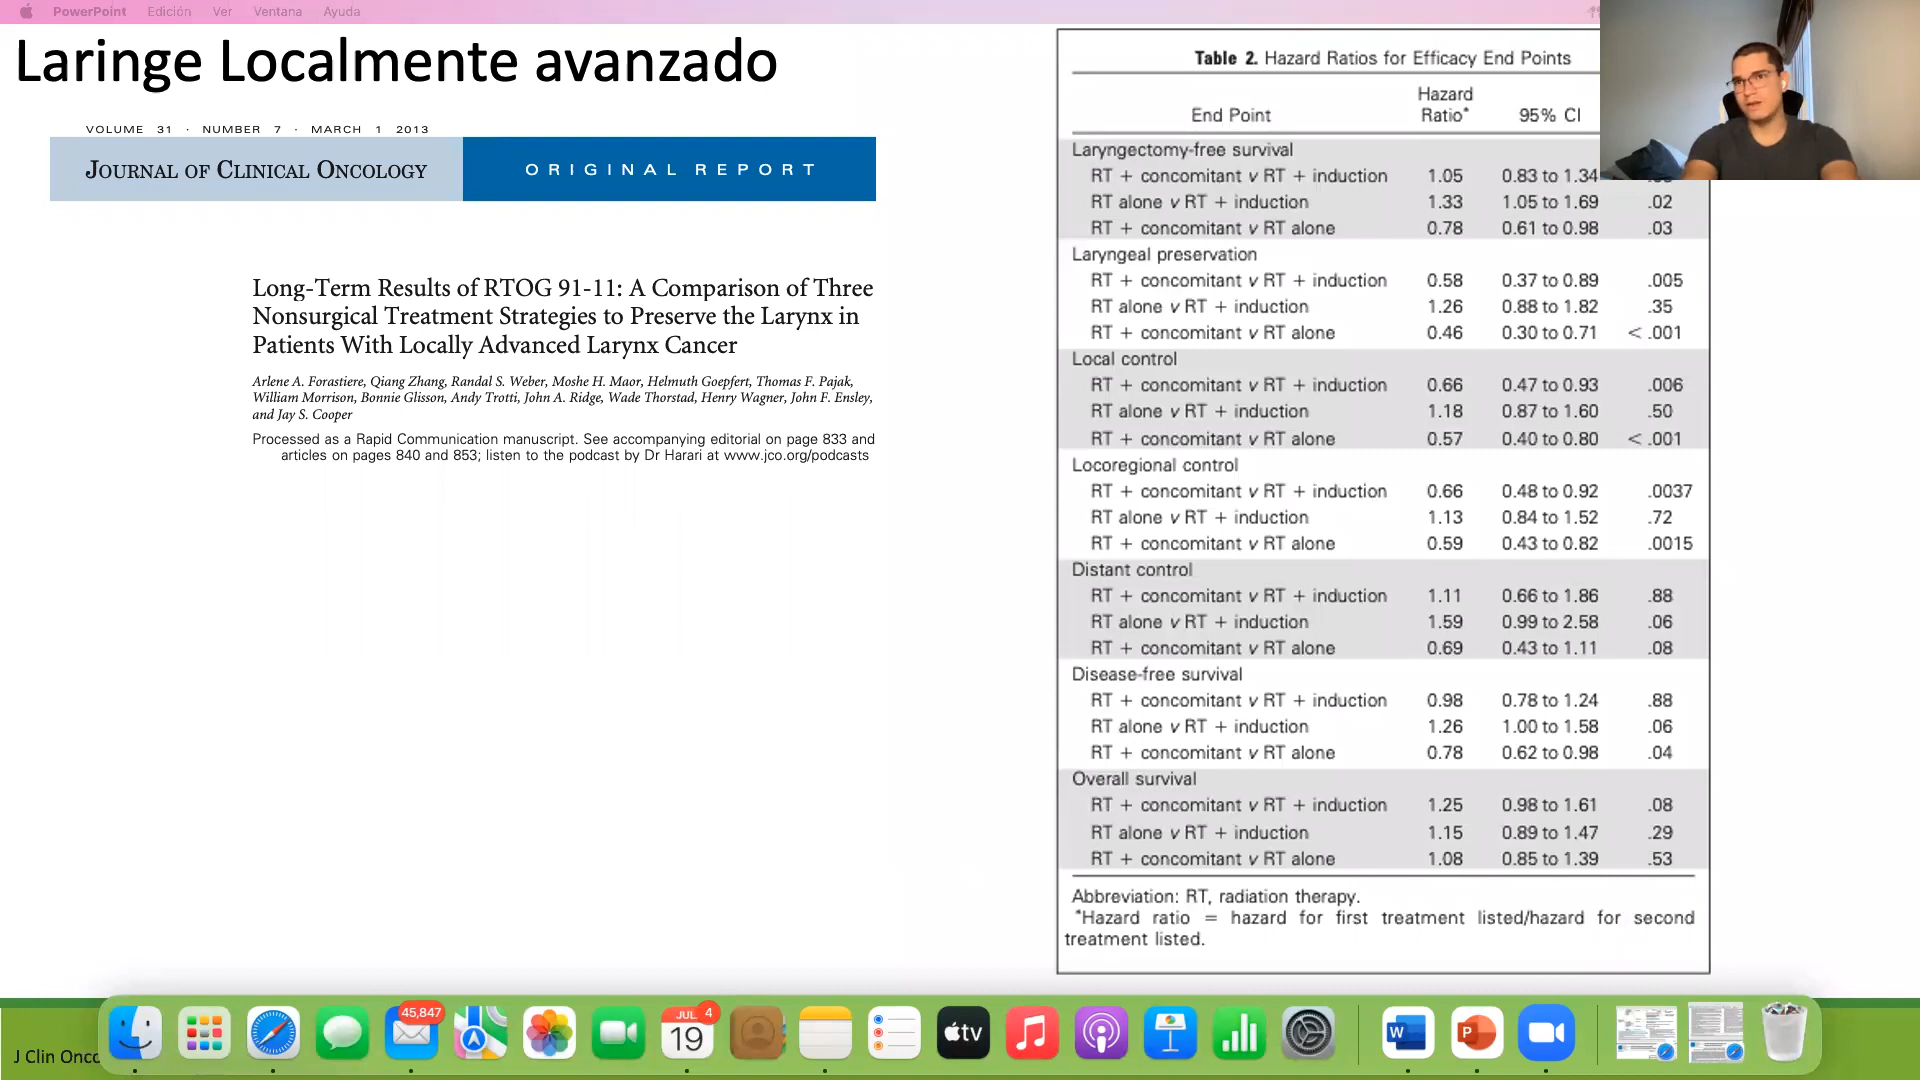 PowerPoint Edición Ver Ventana Ayuda
Laringe Localmente avanzado
VOLUME 31 · NUMBER 7 · MARCH 1 2013
JOURNAL OF CLINICAL ONCOLOGY
ORIGINAL REPORT
Long-Term Results of RTOG 91-11: A Comparison of Three
Nonsurgical Treatment Strategies to Preserve the Larynx in
Patients With Locally Advanced Larynx Cancer
Arlene A. Forastiere, Qiang Zhang, Randal S. Weber, Moshe H. Maor, Helmuth Goepfert, Thomas F. Pajak,
William Morrison, Bonnie Glisson, Andy Trotti, John A. Ridge, Wade Thorstad, Henry Wagner, John F. Ensley,
and Jay S. Cooper
Processed as a Rapid Communication manuscript. See accompanying editorial on page 833 and
articles on pages 840 and 853; listen to the podcast by Dr Harari at www.jco.org/podcasts
Table 2. Hazard Ratios for Efficacy End Points
Hazard
End Point Ratio* 95% CI
Laryngectomy-free survival
RT + concomitant v RT + induction 1.05 0.83 to 1.34
RT alone v RT + induction 1.33 1.05 to 1.69 .02
RT + concomitant v RT alone 0.78 0.61 to 0.98 .03
Laryngeal preservation
RT + concomitant v RT + induction 0.58 0.37 to 0.89 .005
RT alone v RT + induction 1.26 0.88 to 1.82 .35
RT + concomitant v RT alone 0.46 0.30 to 0.71 < .001
Local control
RT + concomitant v RT + induction 0.66 0.47 to 0.93 .006
RT alone v RT + induction 1.18 0.87 to 1.60 .50
RT + concomitant v RT alone 0.57 0.40 to 0.80 < .001
Locoregional control
RT + concomitant v RT + induction 0.66 0.48 to 0.92 .0037
RT alone v RT + induction 1.13 0.84 to 1.52 .72
RT + concomitant v RT alone 0.59 0.43 to 0.82 .0015
Distant control
RT + concomitant v RT + induction 1.11 0.66 to 1.86 .88
RT alone v RT + induction 1.59 0.99 to 2.58 .06
RT + concomitant v RT alone 0.69 0.43 to 1.11 .08
Disease-free survival
RT + concomitant v RT + induction 0.98 0.78 to 1.24 .88
RT alone v RT + induction 1.26 1.00 to 1.58 .06
RT + concomitant v RT alone 0.78 0.62 to 0.98 .04
Overall survival
RT + concomitant v RT + induction 1.25 0.98 to 1.61 .08
RT alone v RT + induction 1.15 0.89 to 1.47 .29
RT + concomitant v RT alone 1.08 0.85 to 1.39 .53
Abbreviation: RT, radiation therapy.
*Hazard ratio = hazard for first treatment listed/hazard for second
treatment listed.
J Clin Onco
45,847
JUL 4
19
tv
W
P